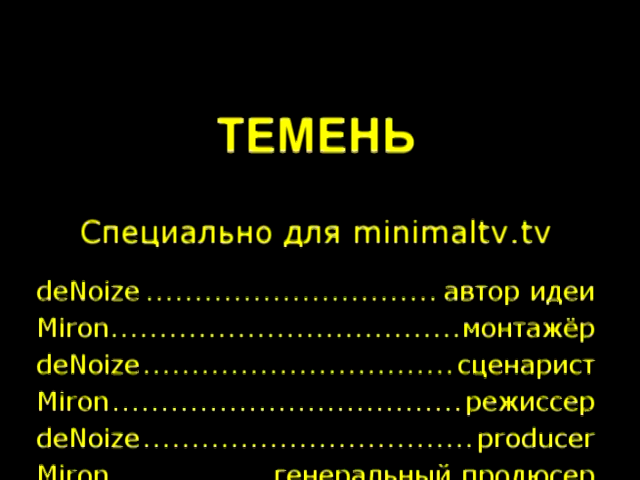 ТЕМЕНЬ
Специально для minimaltv.tv
deNoize..............................автор идеи
Miron....................................монтажёр
deNoize................................сценарист
Miron....................................режиссер
deNoize..................................producer
Miron................генеральный продюсер